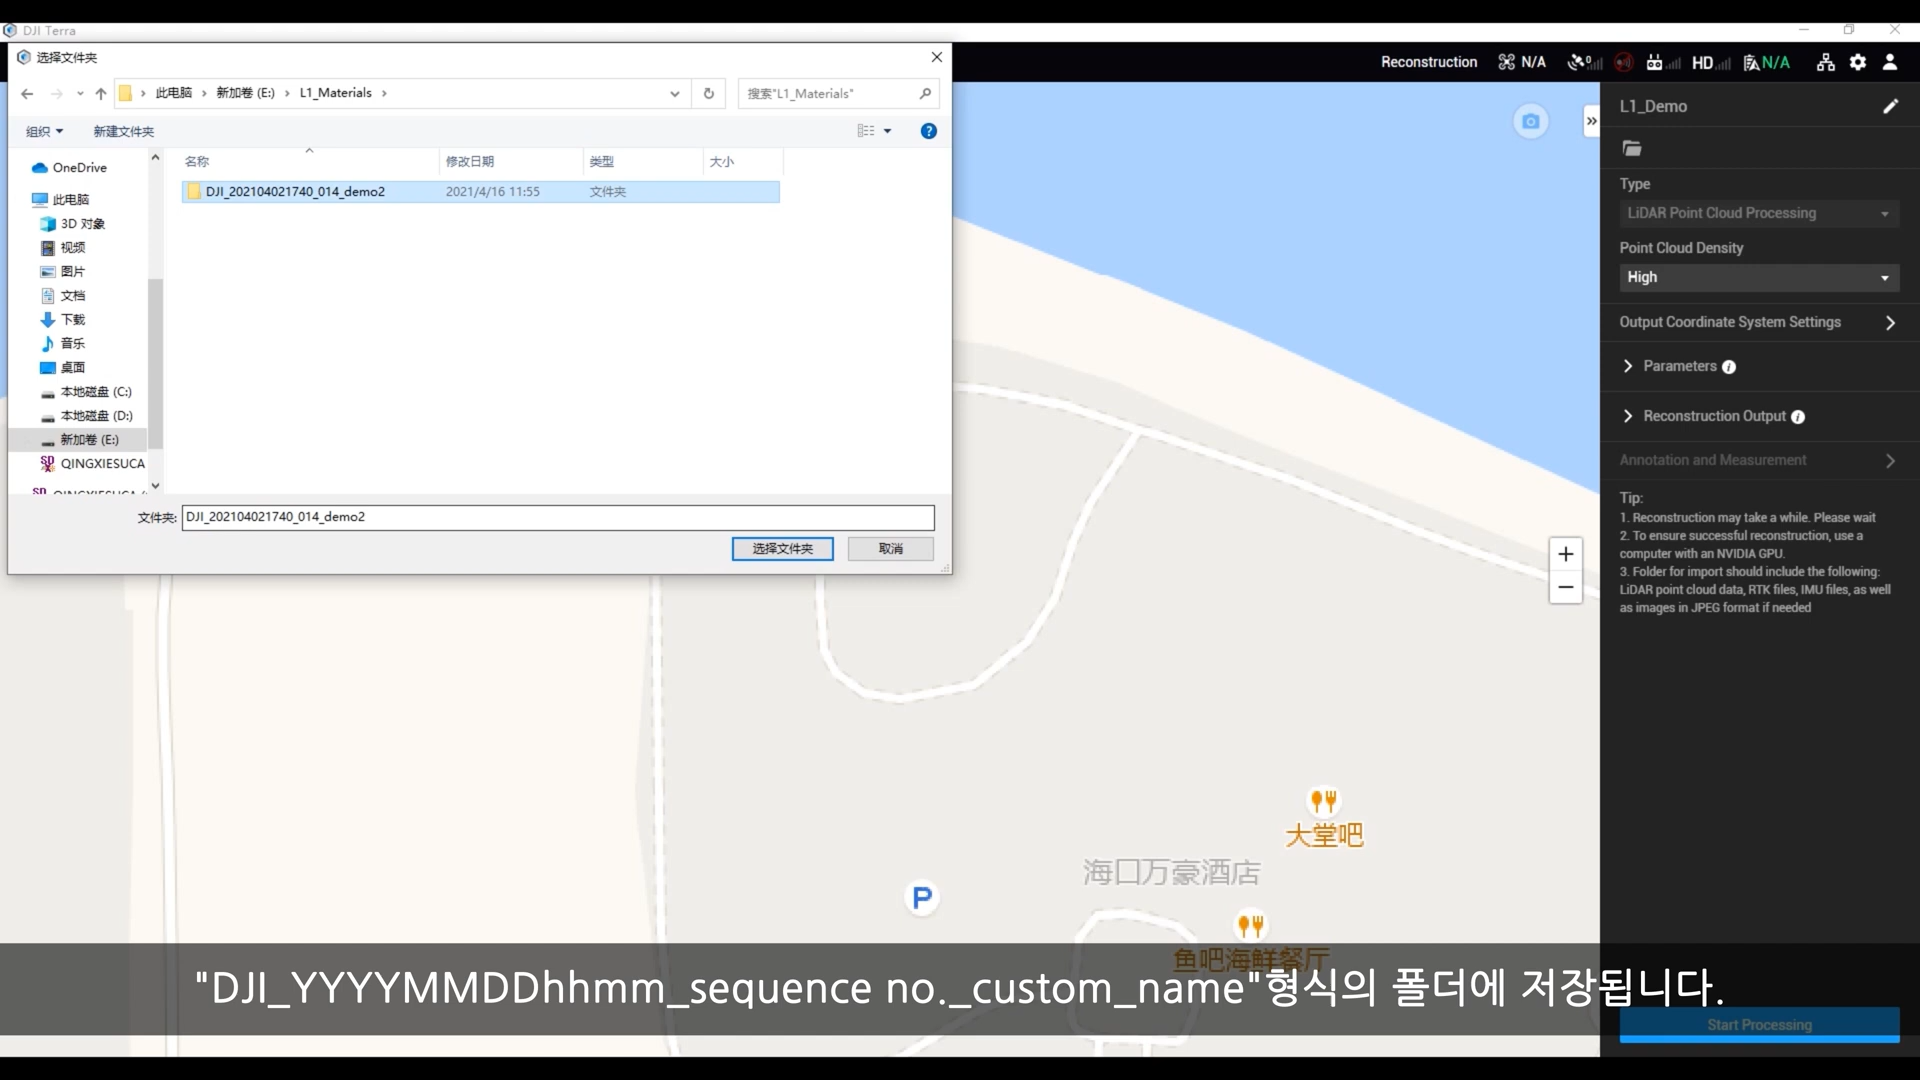 DJI Terra
选择文件夹
此电脑 › 新加卷 (E:) › L1_Materials ›
搜索"L1_Materials"
组织
新建文件夹
名称
修改日期
类型
大小
DJI_202104021740_014_demo2
2021/4/16 11:55
文件夹
OneDrive
此电脑
3D 对象
视频
图片
文档
下载
音乐
桌面
本地磁盘 (C:)
本地磁盘 (D:)
新加卷 (E:)
QINGXIESUCA
文件夹:
DJI_202104021740_014_demo2
选择文件夹
取消
Reconstruction
N/A
0
HD
N/A
L1_Demo
Type
LiDAR Point Cloud Processing
Point Cloud Density
High
Output Coordinate System Settings
Parameters
Reconstruction Output
Annotation and Measurement
Tip:
1. Reconstruction may take a while. Please wait
2. To ensure successful reconstruction, use a
computer with an NVIDIA GPU.
3. Folder for import should include the following:
LiDAR point cloud data, RTK files, IMU files, as well
as images in JPEG format if needed
大堂吧
海口万豪酒店
P
鱼吧海鲜餐厅
"DJI_YYYYMMDDhhmm_sequence no._custom_name"형식의 폴더에 저장됩니다.
Start Processing